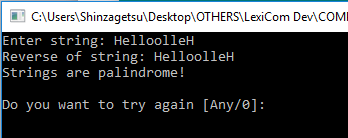 C:\Users\Shinzagetsu\Desktop\OTHERS\LexiCom Dev\COM
Enter string: HelloolleH
Reverse of string: HelloolleH
Strings are palindrome!
Do you want to try again [Any/0]: